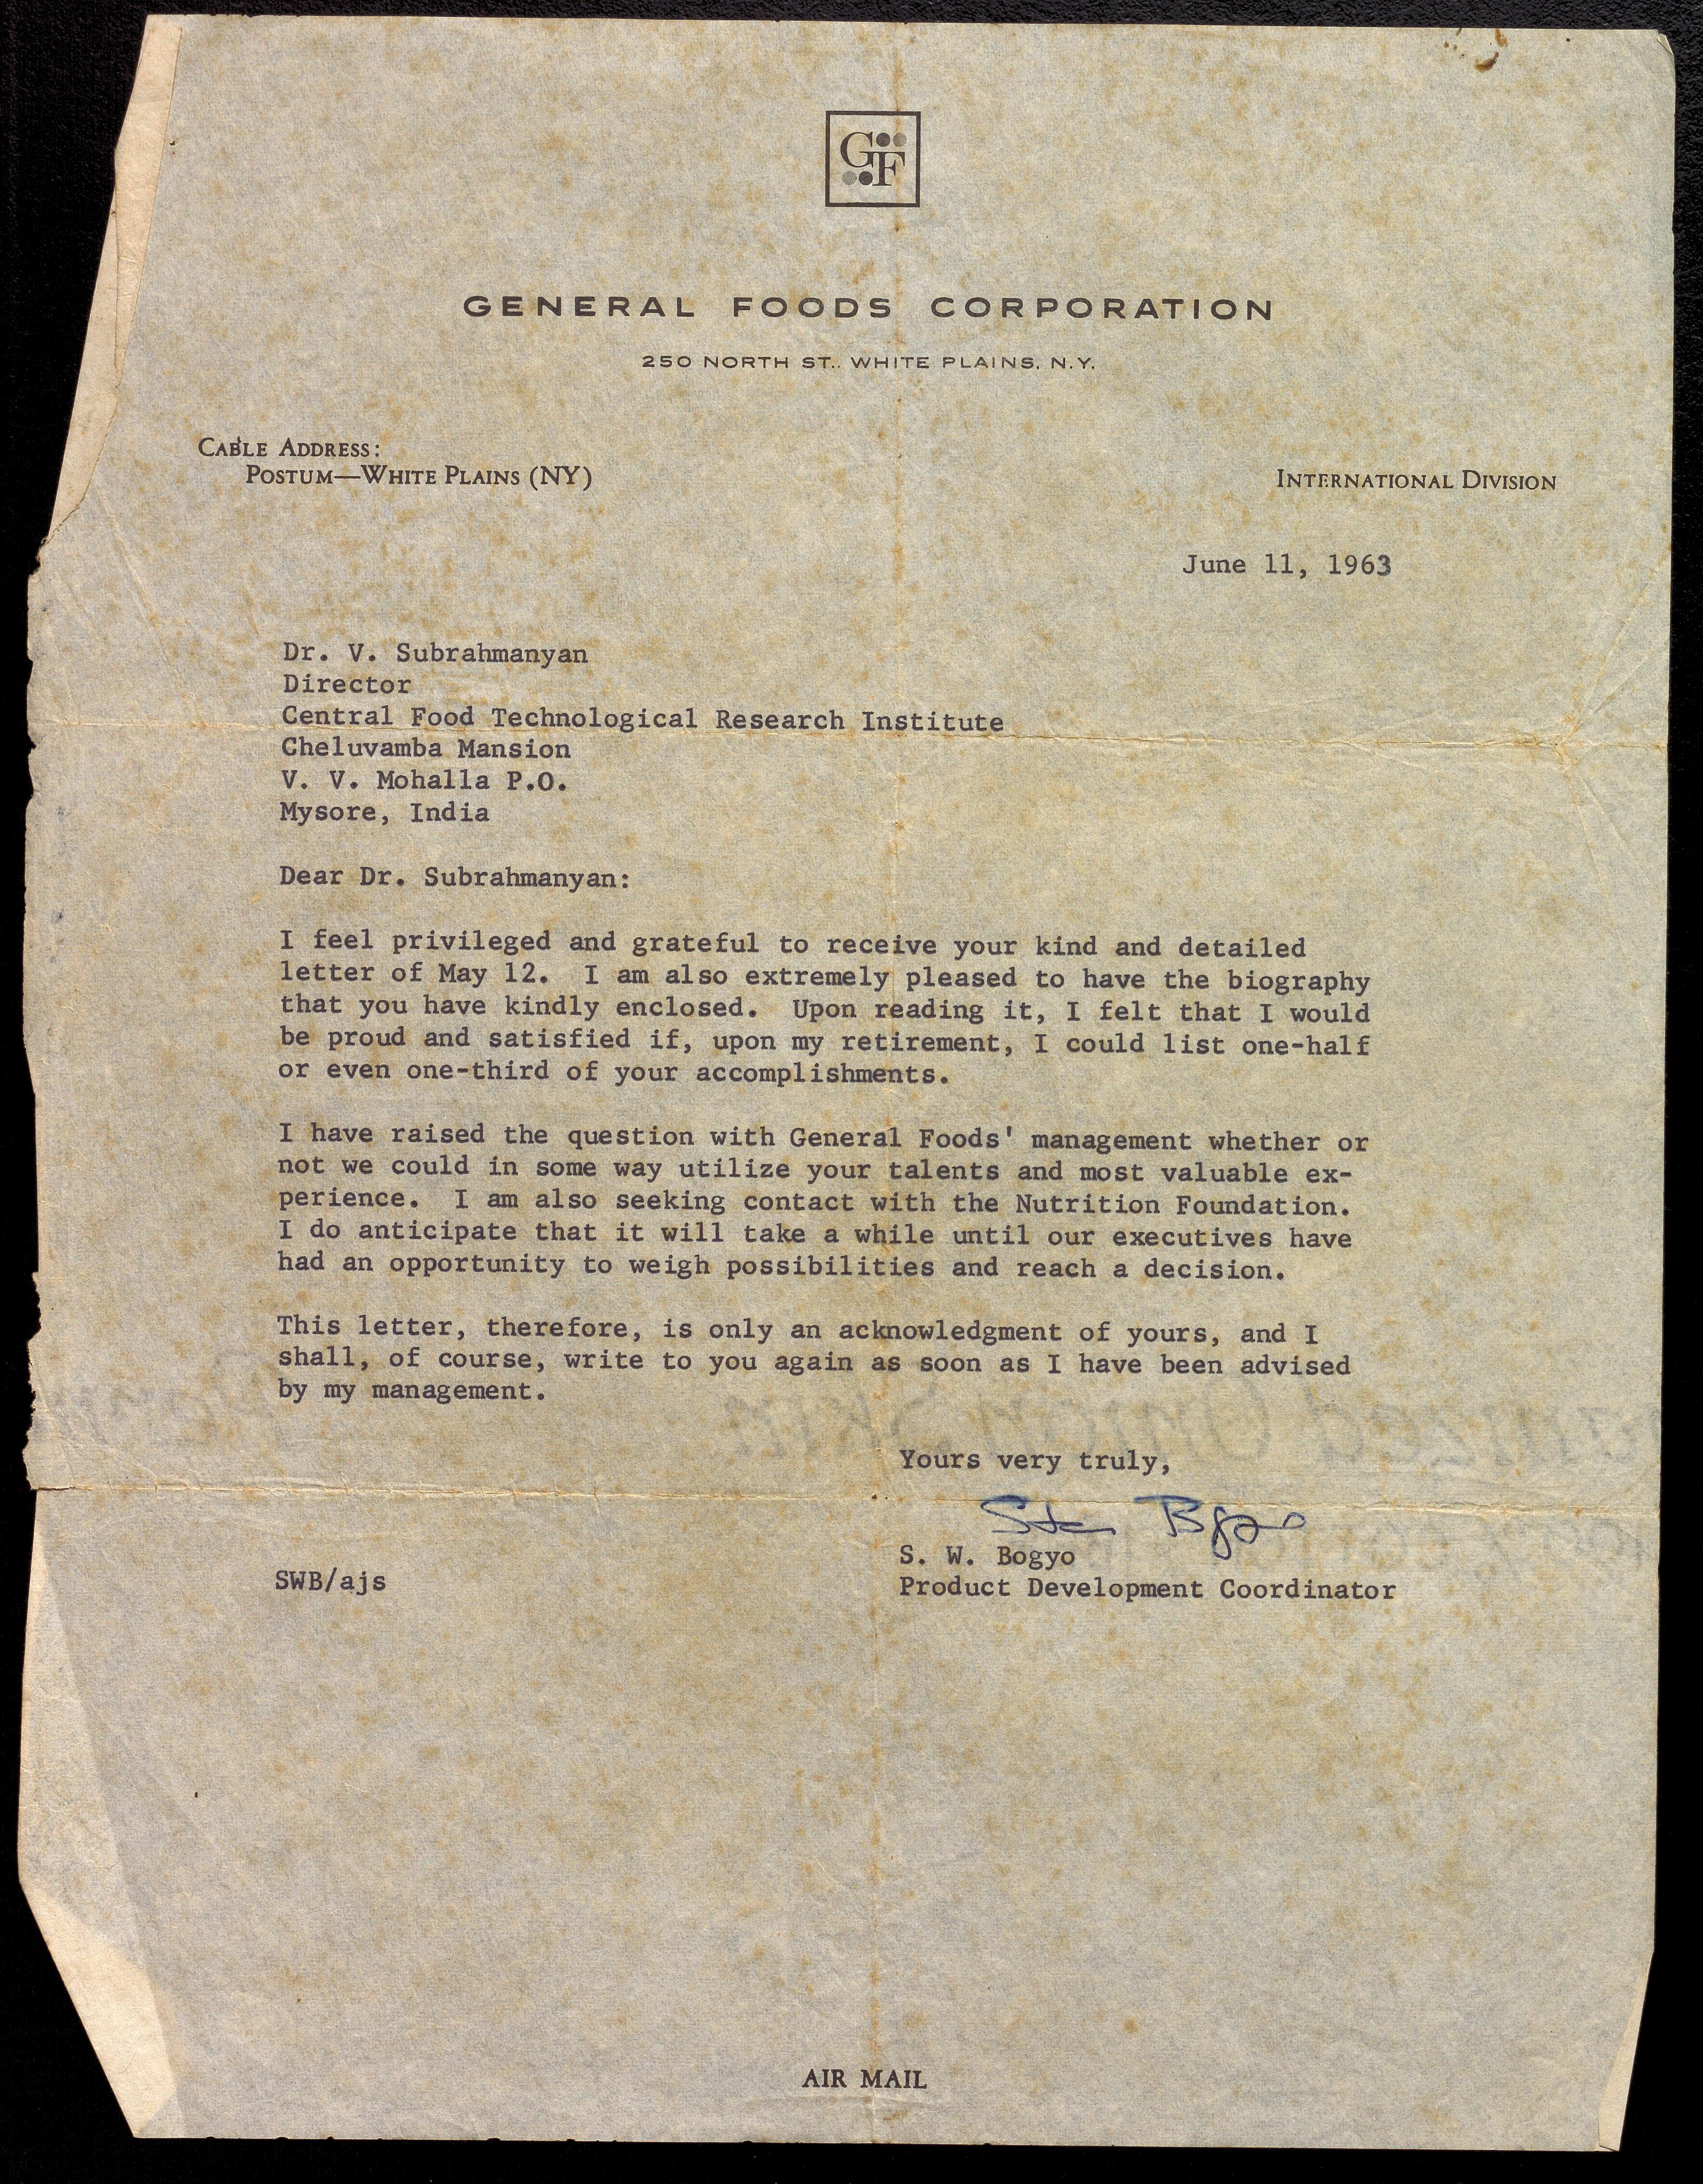 GF
GENERAL FOODS CORPORATION
250 NORTH ST., WHITE PLAINS, N.Y.
CABLE ADDRESS:
POSTUM—WHITE PLAINS (NY)
INTERNATIONAL DIVISION
June 11, 1963
Dr. V. Subrahmanyan
Director
Central Food Technological Research Institute
Cheluvamba Mansion
V. V. Mohalla P.O.
Mysore, India
Dear Dr. Subrahmanyan:
I feel privileged and grateful to receive your kind and detailed
letter of May 12. I am also extremely pleased to have the biography
that you have kindly enclosed. Upon reading it, I felt that I would
be proud and satisfied if, upon my retirement, I could list one-half
or even one-third of your accomplishments.
I have raised the question with General Foods' management whether or
not we could in some way utilize your talents and most valuable ex-
perience. I am also seeking contact with the Nutrition Foundation.
I do anticipate that it will take a while until our executives have
had an opportunity to weigh possibilities and reach a decision.
This letter, therefore, is only an acknowledgment of yours, and I
shall, of course, write to you again as soon as I have been advised
by my management.
Yours very truly,
Stan Bogyo
S. W. Bogyo
Product Development Coordinator
SWB/ajs
AIR MAIL